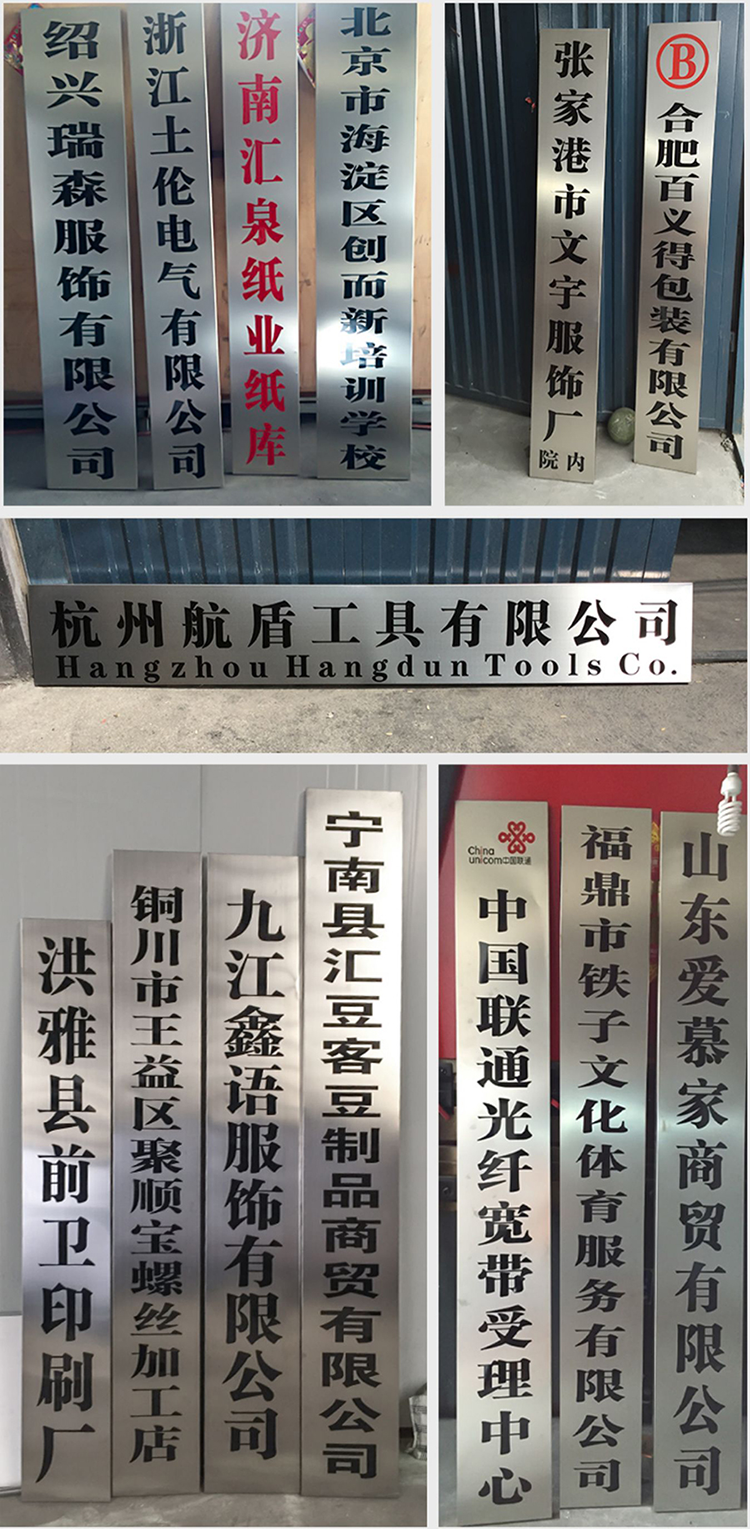 绍兴瑞森服饰有限公司
浙江土伦电气有限公司
济南汇泉纸业纸库
北京市海淀区创而新培训学校
张家港市文宇服饰厂
院内
B
合肥百义得包装有限公司
杭州航盾工具有限公司
Hangzhou Hangdun Tools Co.
洪雅县前卫印刷厂
铜川市王益区聚顺宝螺丝加工店
九江鑫语服饰有限公司
宁南县汇豆客豆制品商贸有限公司
China
unicom中国联通
中国联通光纤宽带受理中心
福鼎市铁子文化体育服务有限公司
山东爱慕家商贸有限公司